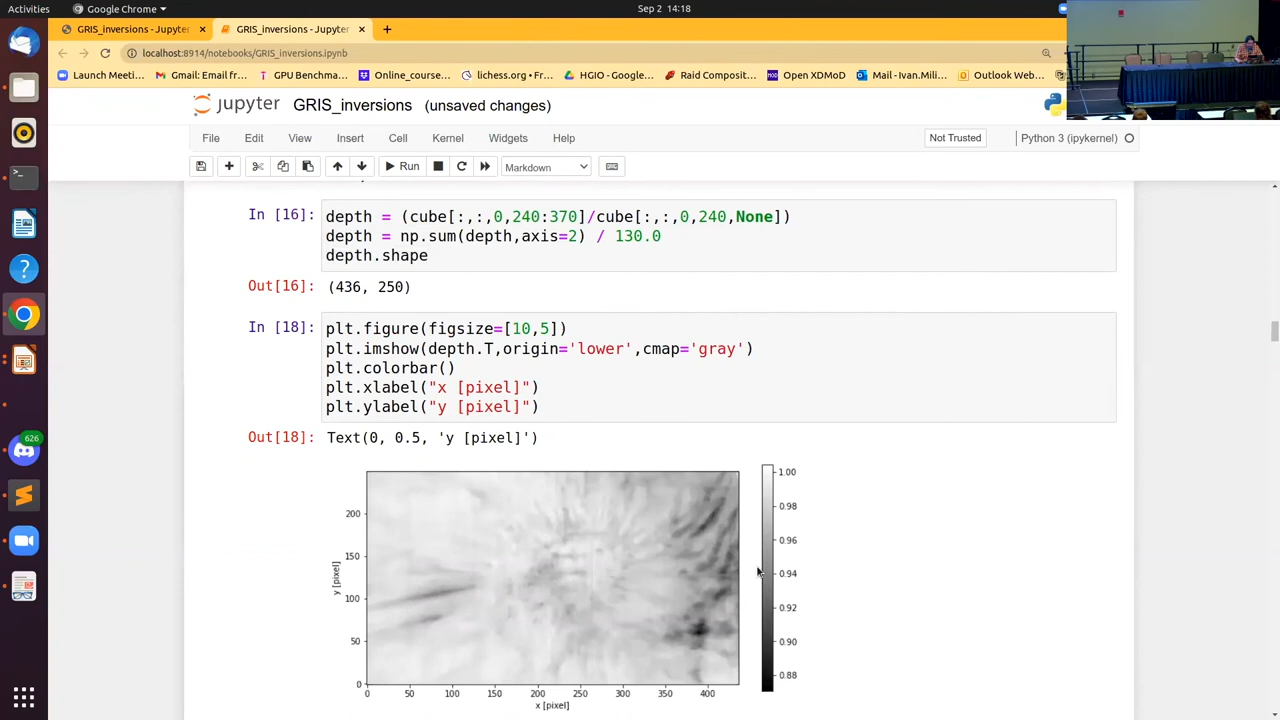 Activities
Google Chrome
Sep 2 14:18
GRIS_inversions - Jupyter
GRIS_inversions - Jupyter
localhost:8914/notebooks/GRIS_inversions.ipynb
Launch Meeti...
Gmail: Email fr...
GPU Benchma...
Online_course...
lichess.org • Fr...
HGIO - Google...
Raid Composit...
MOD
Open XDMoD
Mail - Ivan.Mili...
Outlook Web...
jupyter GRIS_inversions (unsaved changes)
File Edit View Insert Cell Kernel Widgets Help
Not Trusted
Python 3 (ipykernel)
Run
Markdown
In [16]:
depth = (cube[:,:,0,240:370]/cube[:,:,0,240,None])
depth = np.sum(depth,axis=2) / 130.0
depth.shape
Out[16]: (436, 250)
In [18]:
plt.figure(figsize=[10,5])
plt.imshow(depth.T,origin='lower',cmap='gray')
plt.colorbar()
plt.xlabel("x [pixel]")
plt.ylabel("y [pixel]")
Out[18]: Text(0, 0.5, 'y [pixel]')
200
150
100
50
0
y [pixel]
0 50 100 150 200 250 300 350 400
x [pixel]
1.00
0.98
0.96
0.94
0.92
0.90
0.88
626